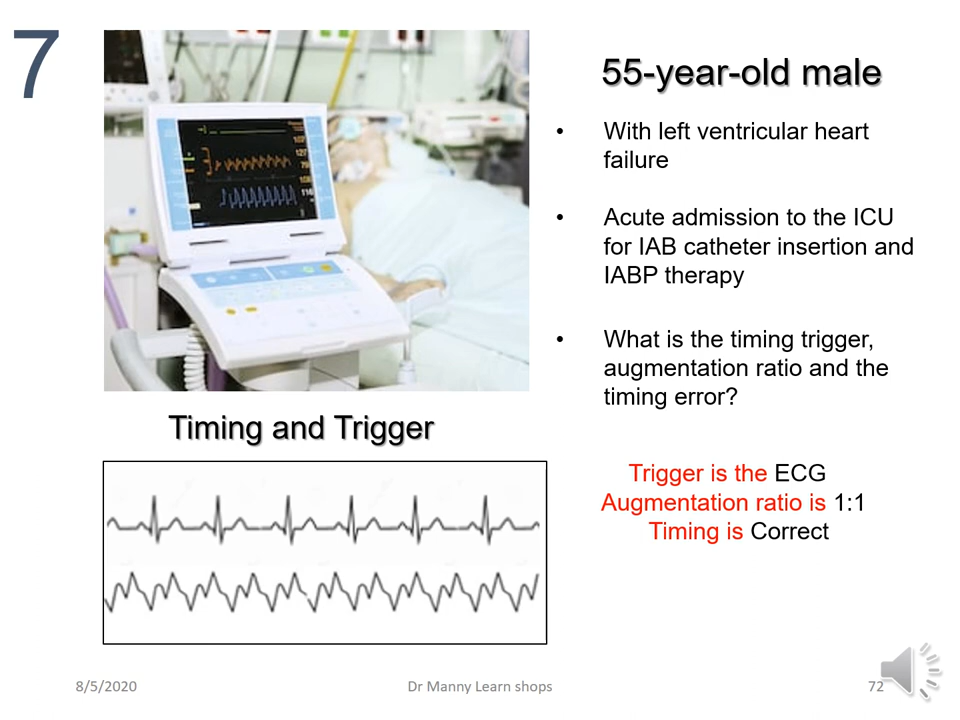 7
55-year-old male
• With left ventricular heart
failure
• Acute admission to the ICU
for IAB catheter insertion and
IABP therapy
• What is the timing trigger,
augmentation ratio and the
timing error?
Timing and Trigger
Trigger is the ECG
Augmentation ratio is 1:1
Timing is Correct
8/5/2020
Dr Manny Learn shops
72